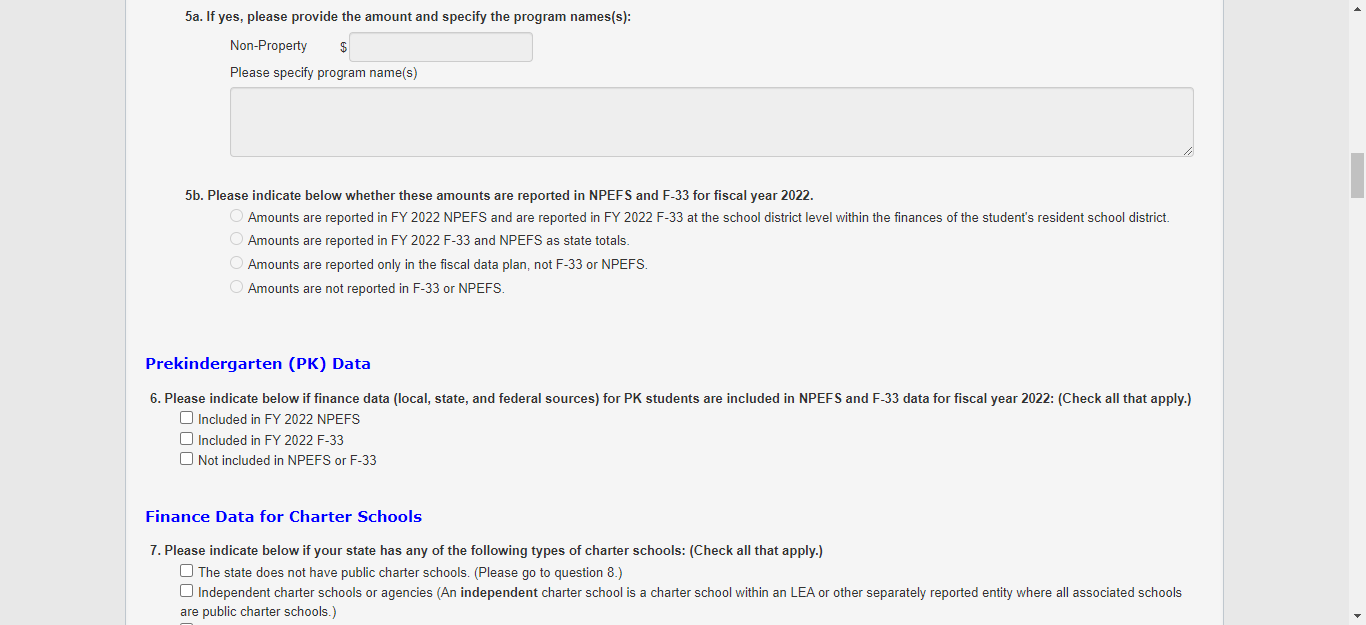 5a. If yes, please provide the amount and specify the program names(s):
Non-Property $
Please specify program name(s)
5b. Please indicate below whether these amounts are reported in NPEFS and F-33 for fiscal year 2022.
Amounts are reported in FY 2022 NPEFS and are reported in FY 2022 F-33 at the school district level within the finances of the student's resident school district.
Amounts are reported in FY 2022 F-33 and NPEFS as state totals.
Amounts are reported only in the fiscal data plan, not F-33 or NPEFS.
Amounts are not reported in F-33 or NPEFS.
Prekindergarten (PK) Data
6. Please indicate below if finance data (local, state, and federal sources) for PK students are included in NPEFS and F-33 data for fiscal year 2022: (Check all that apply.)
Included in FY 2022 NPEFS
Included in FY 2022 F-33
Not included in NPEFS or F-33
Finance Data for Charter Schools
7. Please indicate below if your state has any of the following types of charter schools: (Check all that apply.)
The state does not have public charter schools. (Please go to question 8.)
Independent charter schools or agencies (An independent charter school is a charter school within an LEA or other separately reported entity where all associated schools
are public charter schools.)